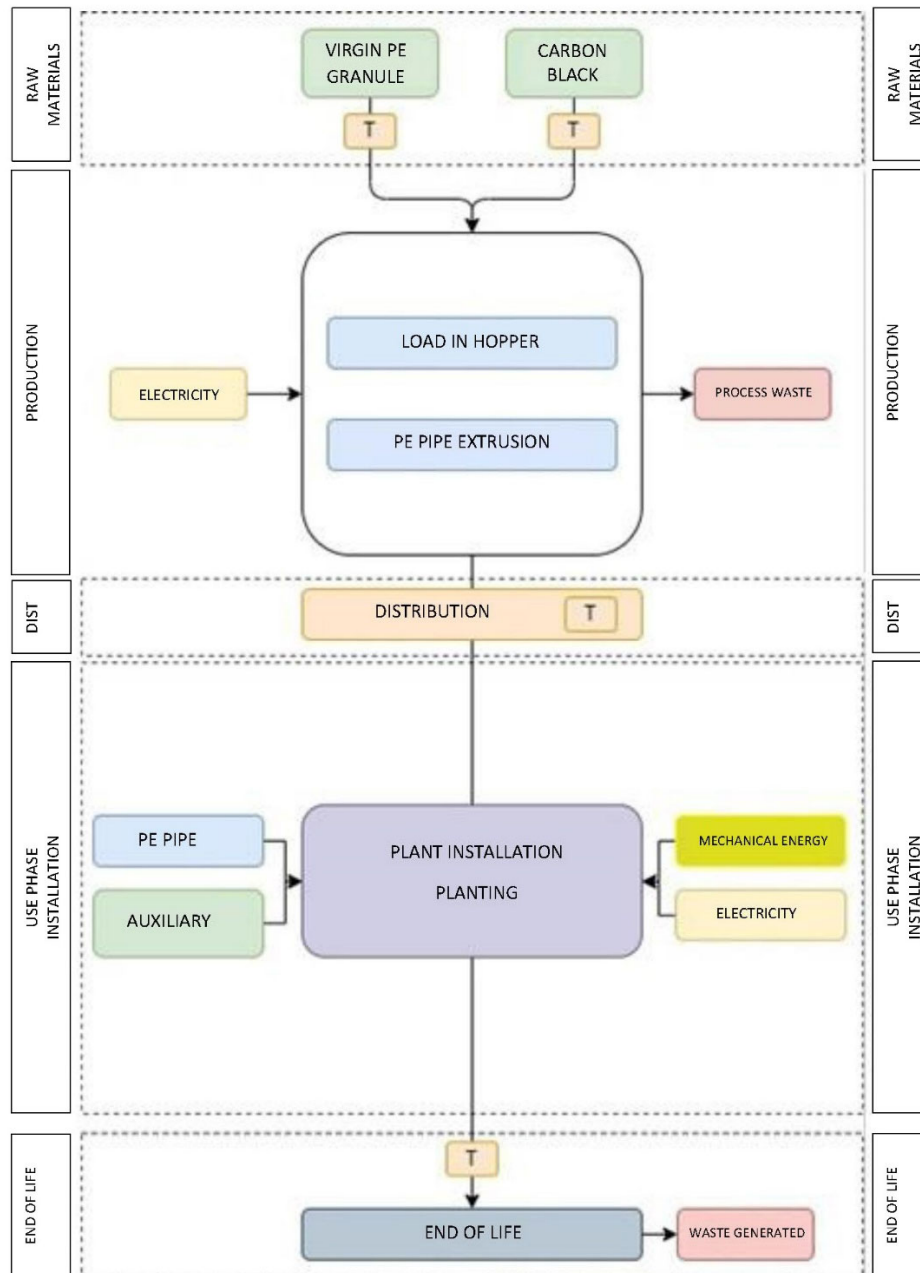 RAW
MATERIALS
VIRGIN PE
GRANULE
CARBON
BLACK
RAW
MATERIALS
T
T
PRODUCTION
LOAD IN HOPPER
ELECTRICITY
PROCESS WASTE
PE PIPE EXTRUSION
PRODUCTION
DIST
DISTRIBUTION
T
DIST
USE PHASE
INSTALLATION
PE PIPE
AUXILIARY
PLANT INSTALLATION
PLANTING
MECHANICAL ENERGY
ELECTRICITY
USE PHASE
INSTALLATION
END OF LIFE
T
END OF LIFE
WASTE GENERATED
END OF LIFE